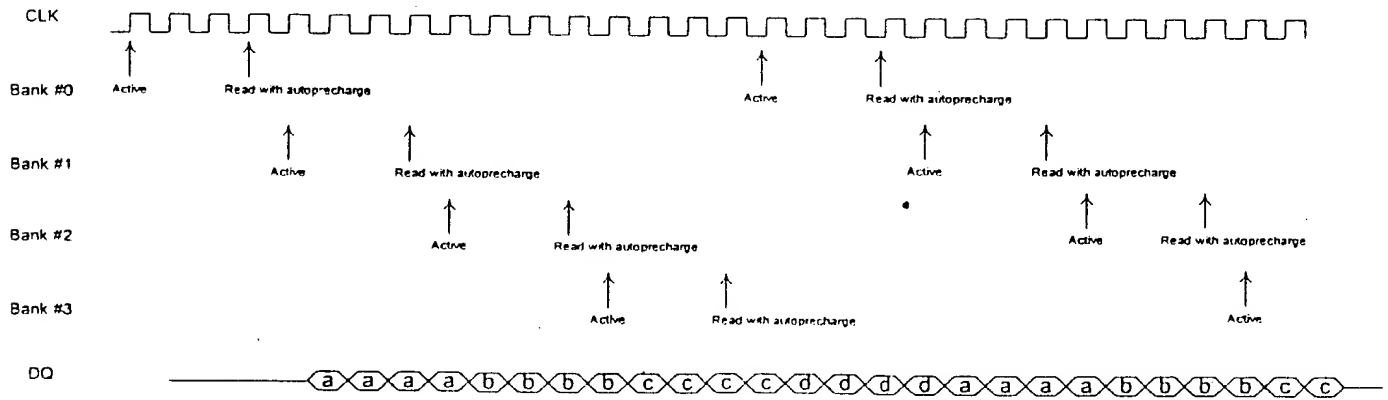 CLK
Bank #0
Active
Read with autoprecharge
Active
Read with autoprecharge
Bank #1
Active
Read with autoprecharge
Active
Read with autoprecharge
Bank #2
Active
Read with autoprecharge
Active
Read with autoprecharge
Bank #3
Active
Read with autoprecharge
Active
DQ
a a a a b b b b c c c c d d d d a a a a b b b b c c